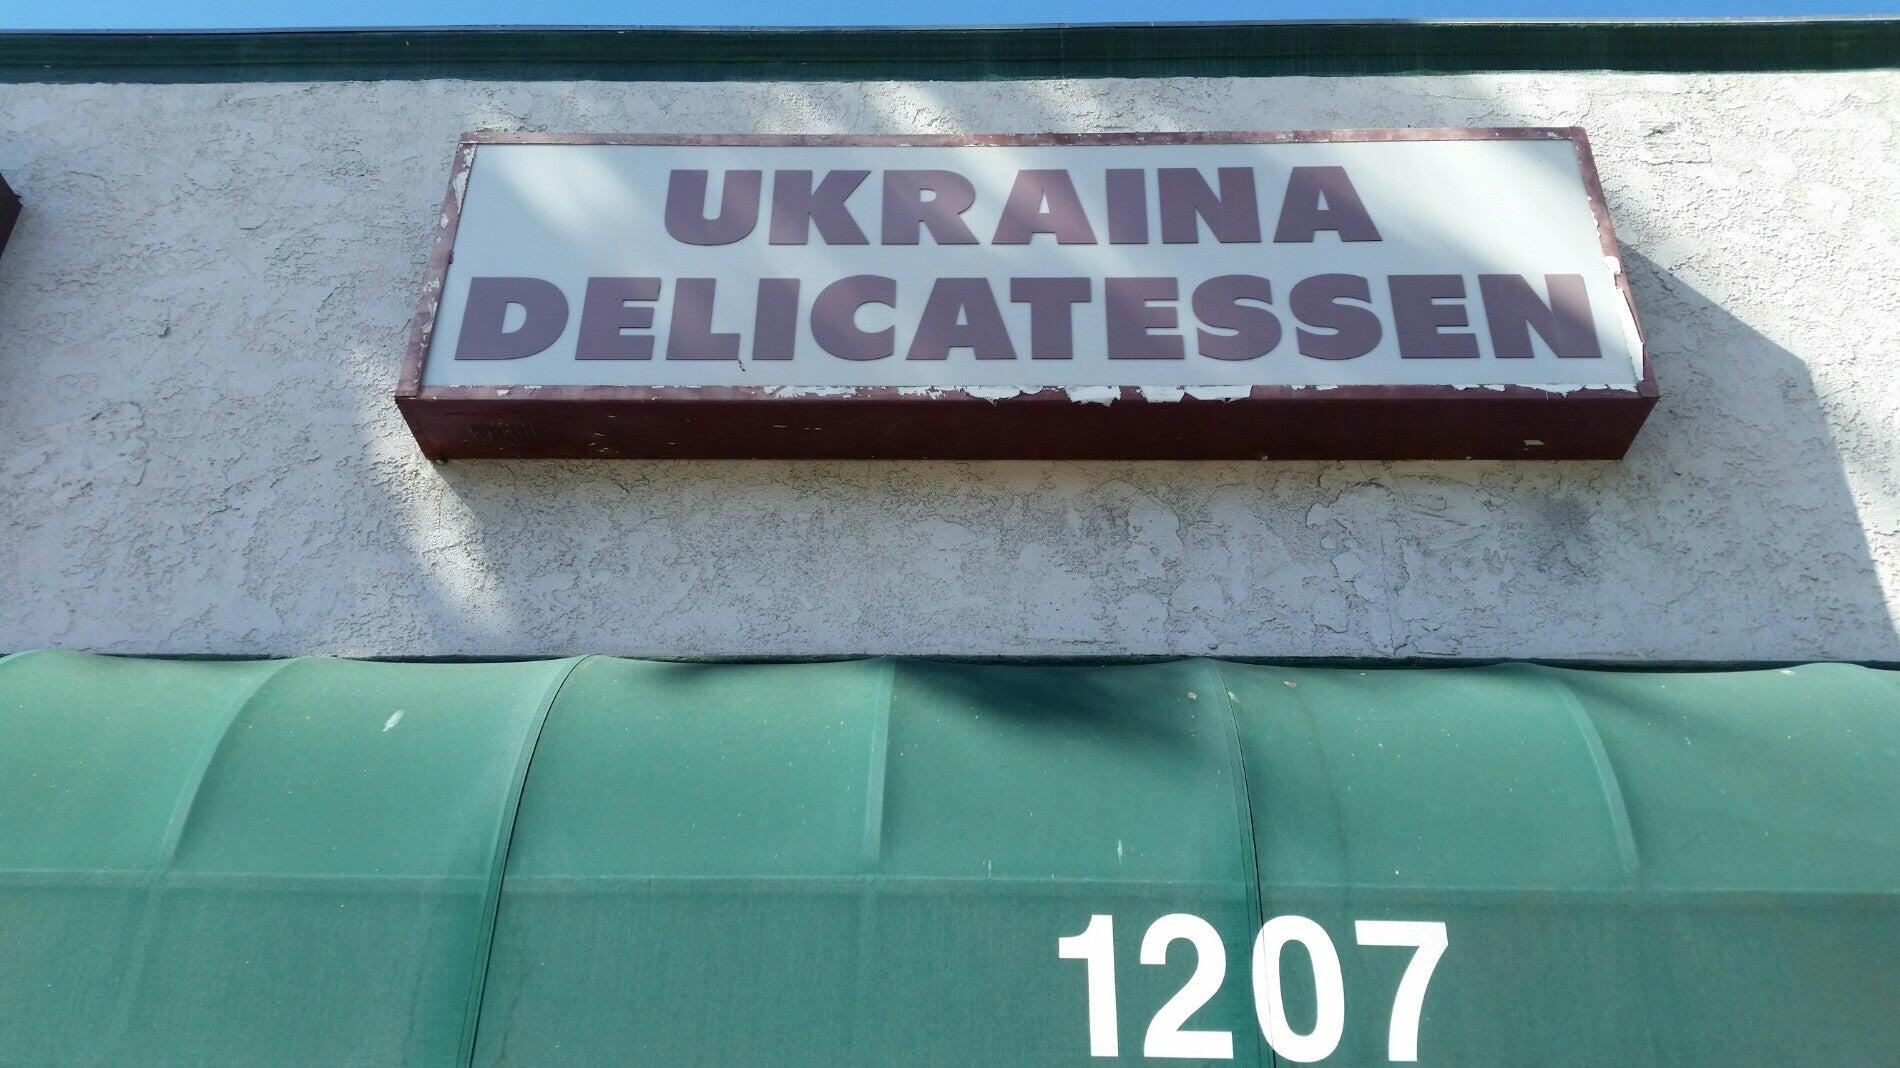 UKRAINA
DELICATESSEN
1207